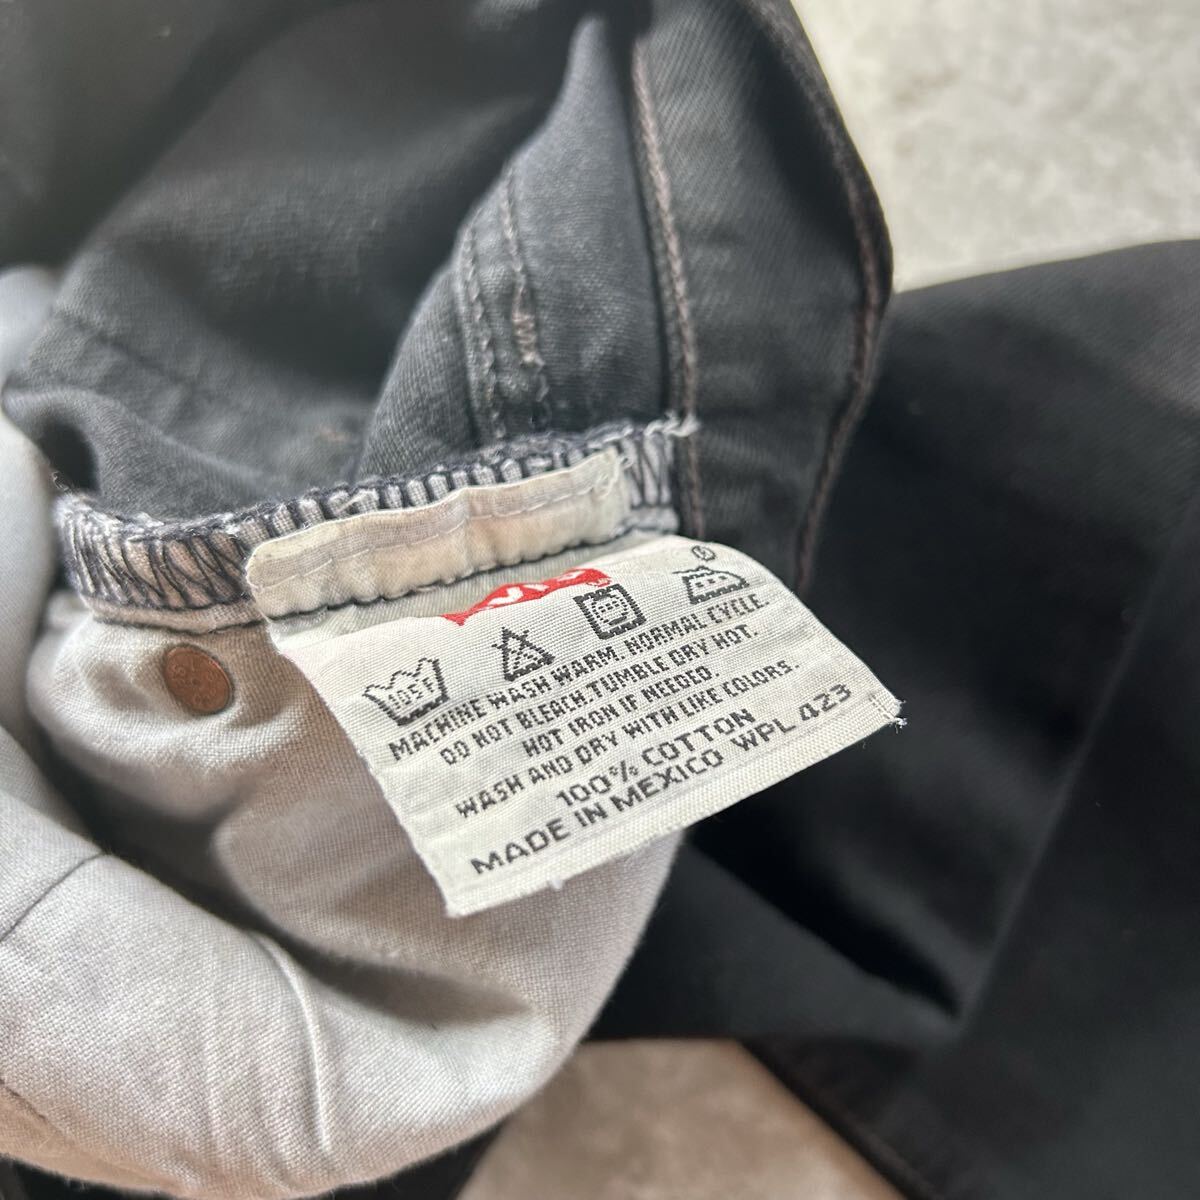 105°F
MACHINE WASH WARM. NORMAL CYCLE.
DO NOT BLEACH. TUMBLE DRY HOT.
HOT IRON IF NEEDED.
WASH AND DRY WITH LIKE COLORS.
100% COTTON
MADE IN MEXICO WPL 423